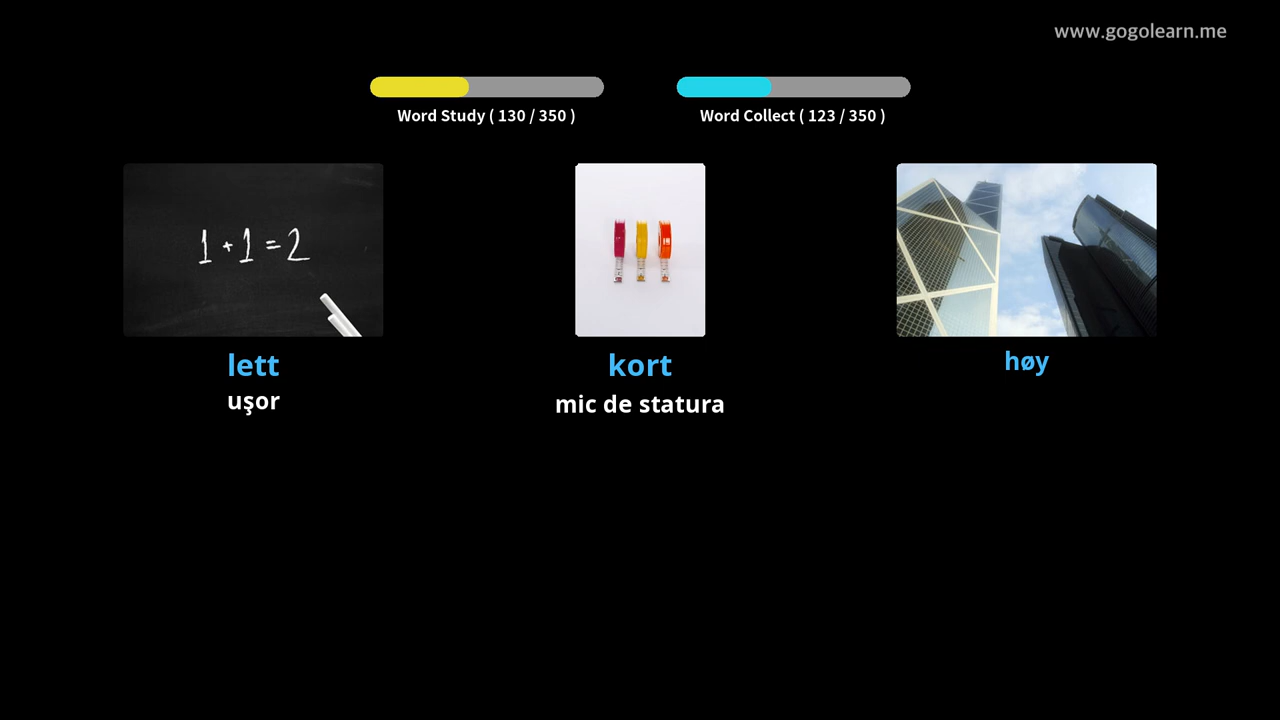 www.gogolearn.me
Word Study ( 130 / 350 )
Word Collect ( 123 / 350 )
1 + 1 = 2
lett
uşor
kort
mic de statura
høy